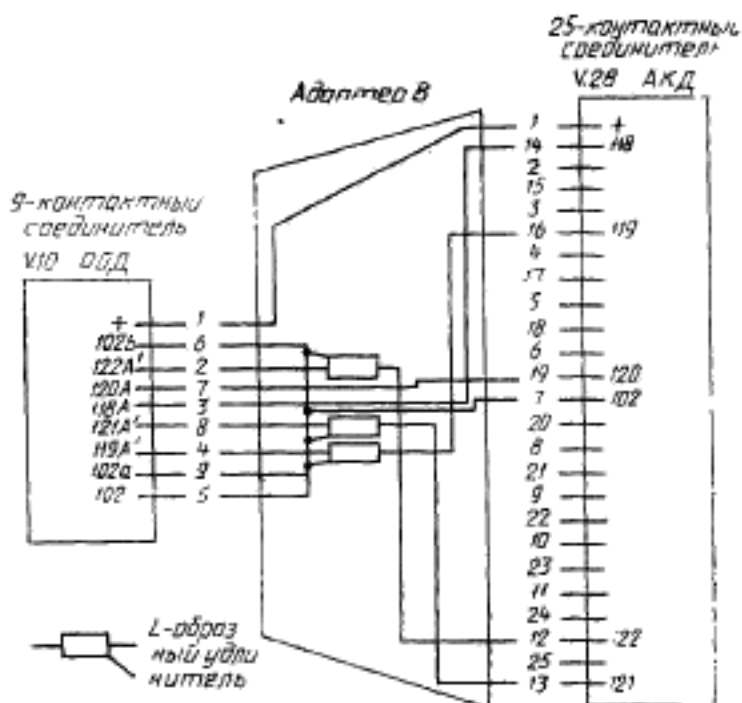 25-контактный
соединитель
V.28 АКД
Адаптер В
9-контактный
соединитель
V.10 ООД
+ 1
102b 6
122A' 2
120A 7
118A 3
121A' 8
119A' 4
102a 9
102 5
1 +
14 118
2
15
3
16 119
4
17
5
18
6
19 120
7 102
20
8
21
9
22
10
23
11
24
12 122
25
13 121
L-образ
ный удли
нитель